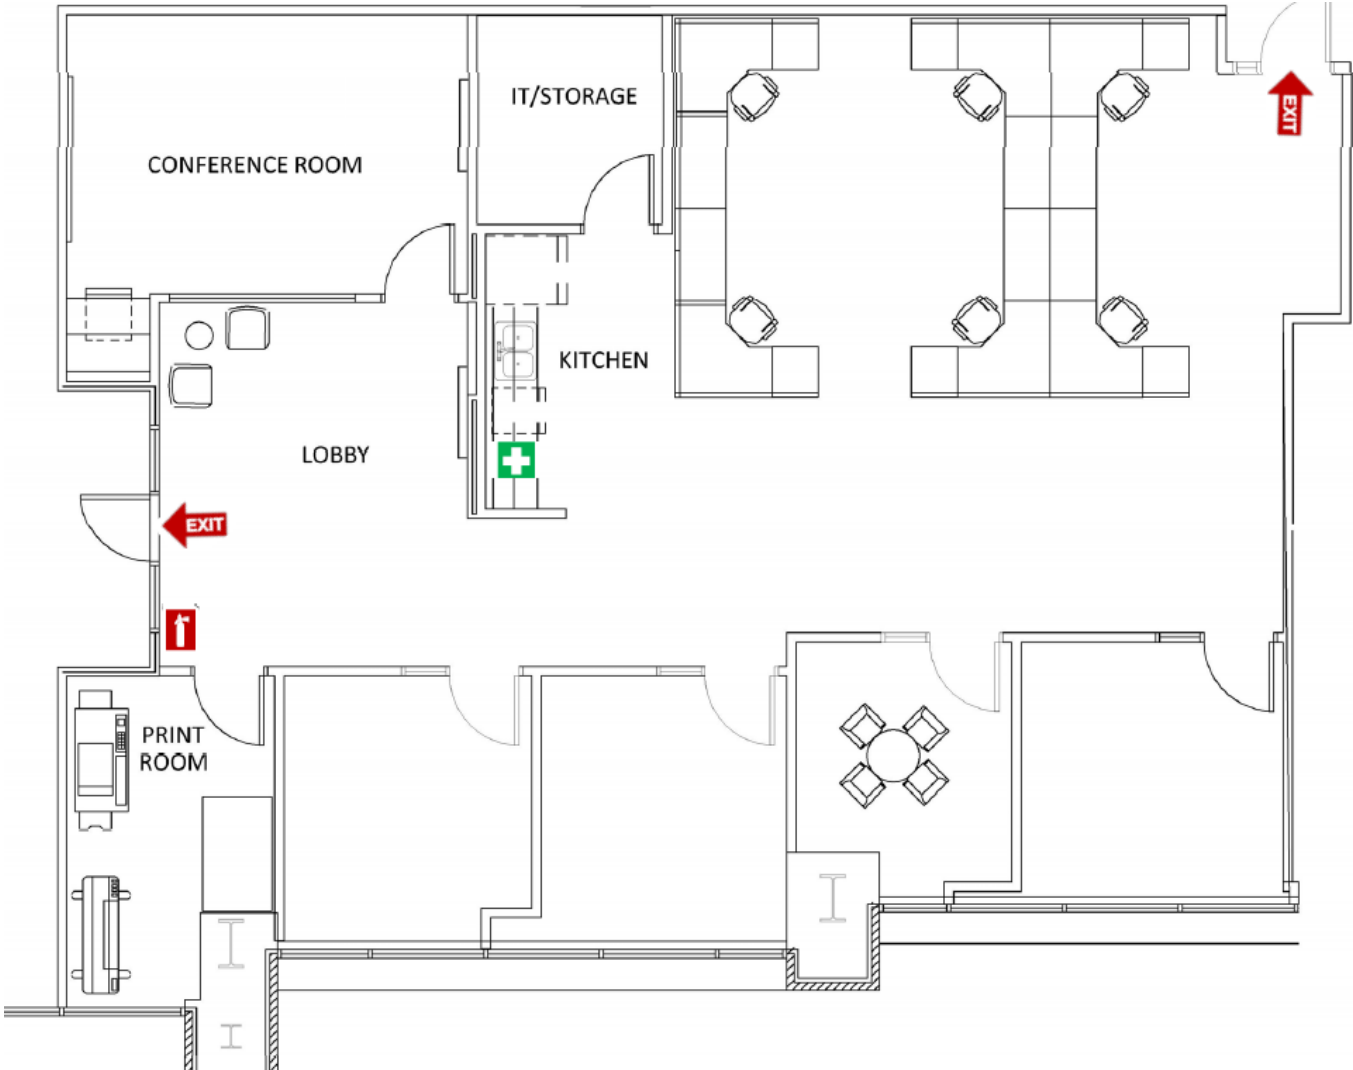 IT/STORAGE
EXIT
CONFERENCE ROOM
KITCHEN
LOBBY
EXIT
PRINT
ROOM